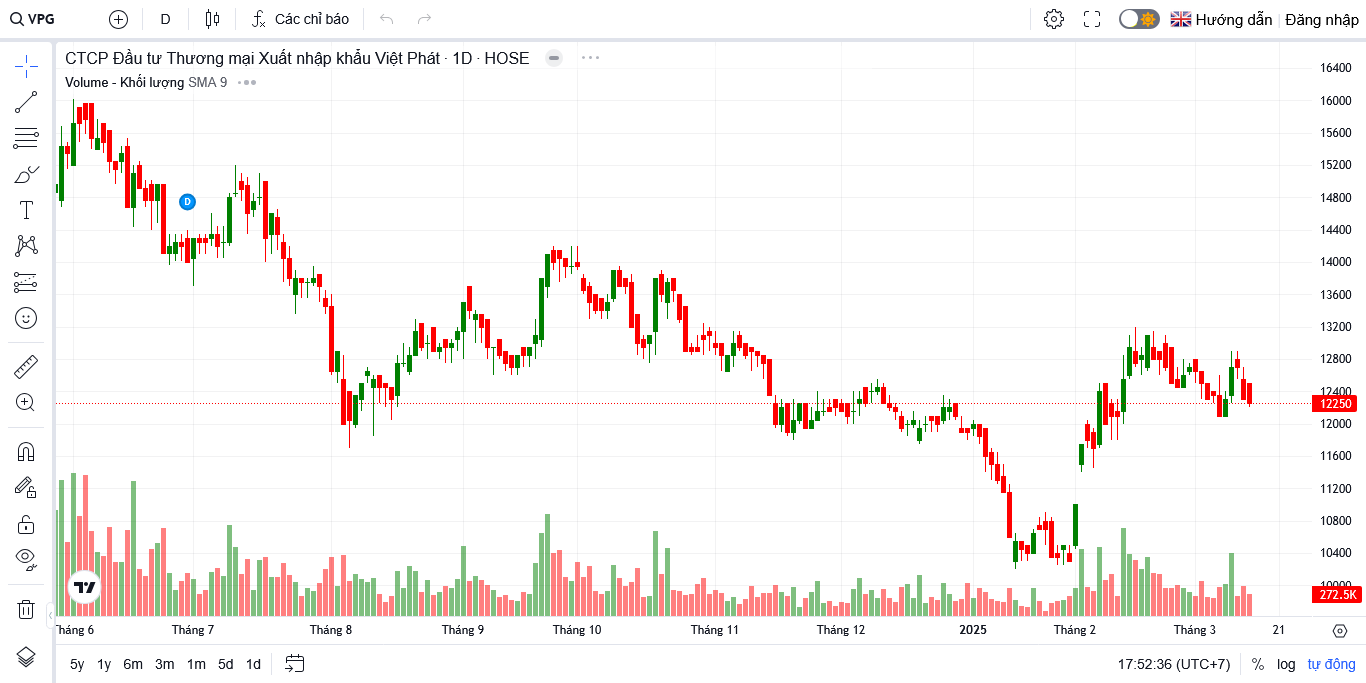 VPG D Các chỉ báo Hướng dẫn Đăng nhập
CTCP Đầu tư Thương mại Xuất nhập khẩu Việt Phát · 1D · HOSE
Volume - Khối lượng SMA 9
16400
16000
15600
15200
14800
D
14400
14000
13600
13200
12800
12400
12250
12000
11600
11200
10800
10400
10000
272.5K
Tháng 6 Tháng 7 Tháng 8 Tháng 9 Tháng 10 Tháng 11 Tháng 12 2025 Tháng 2 Tháng 3 21
5y 1y 6m 3m 1m 5d 1d 17:52:36 (UTC+7) % log tự động